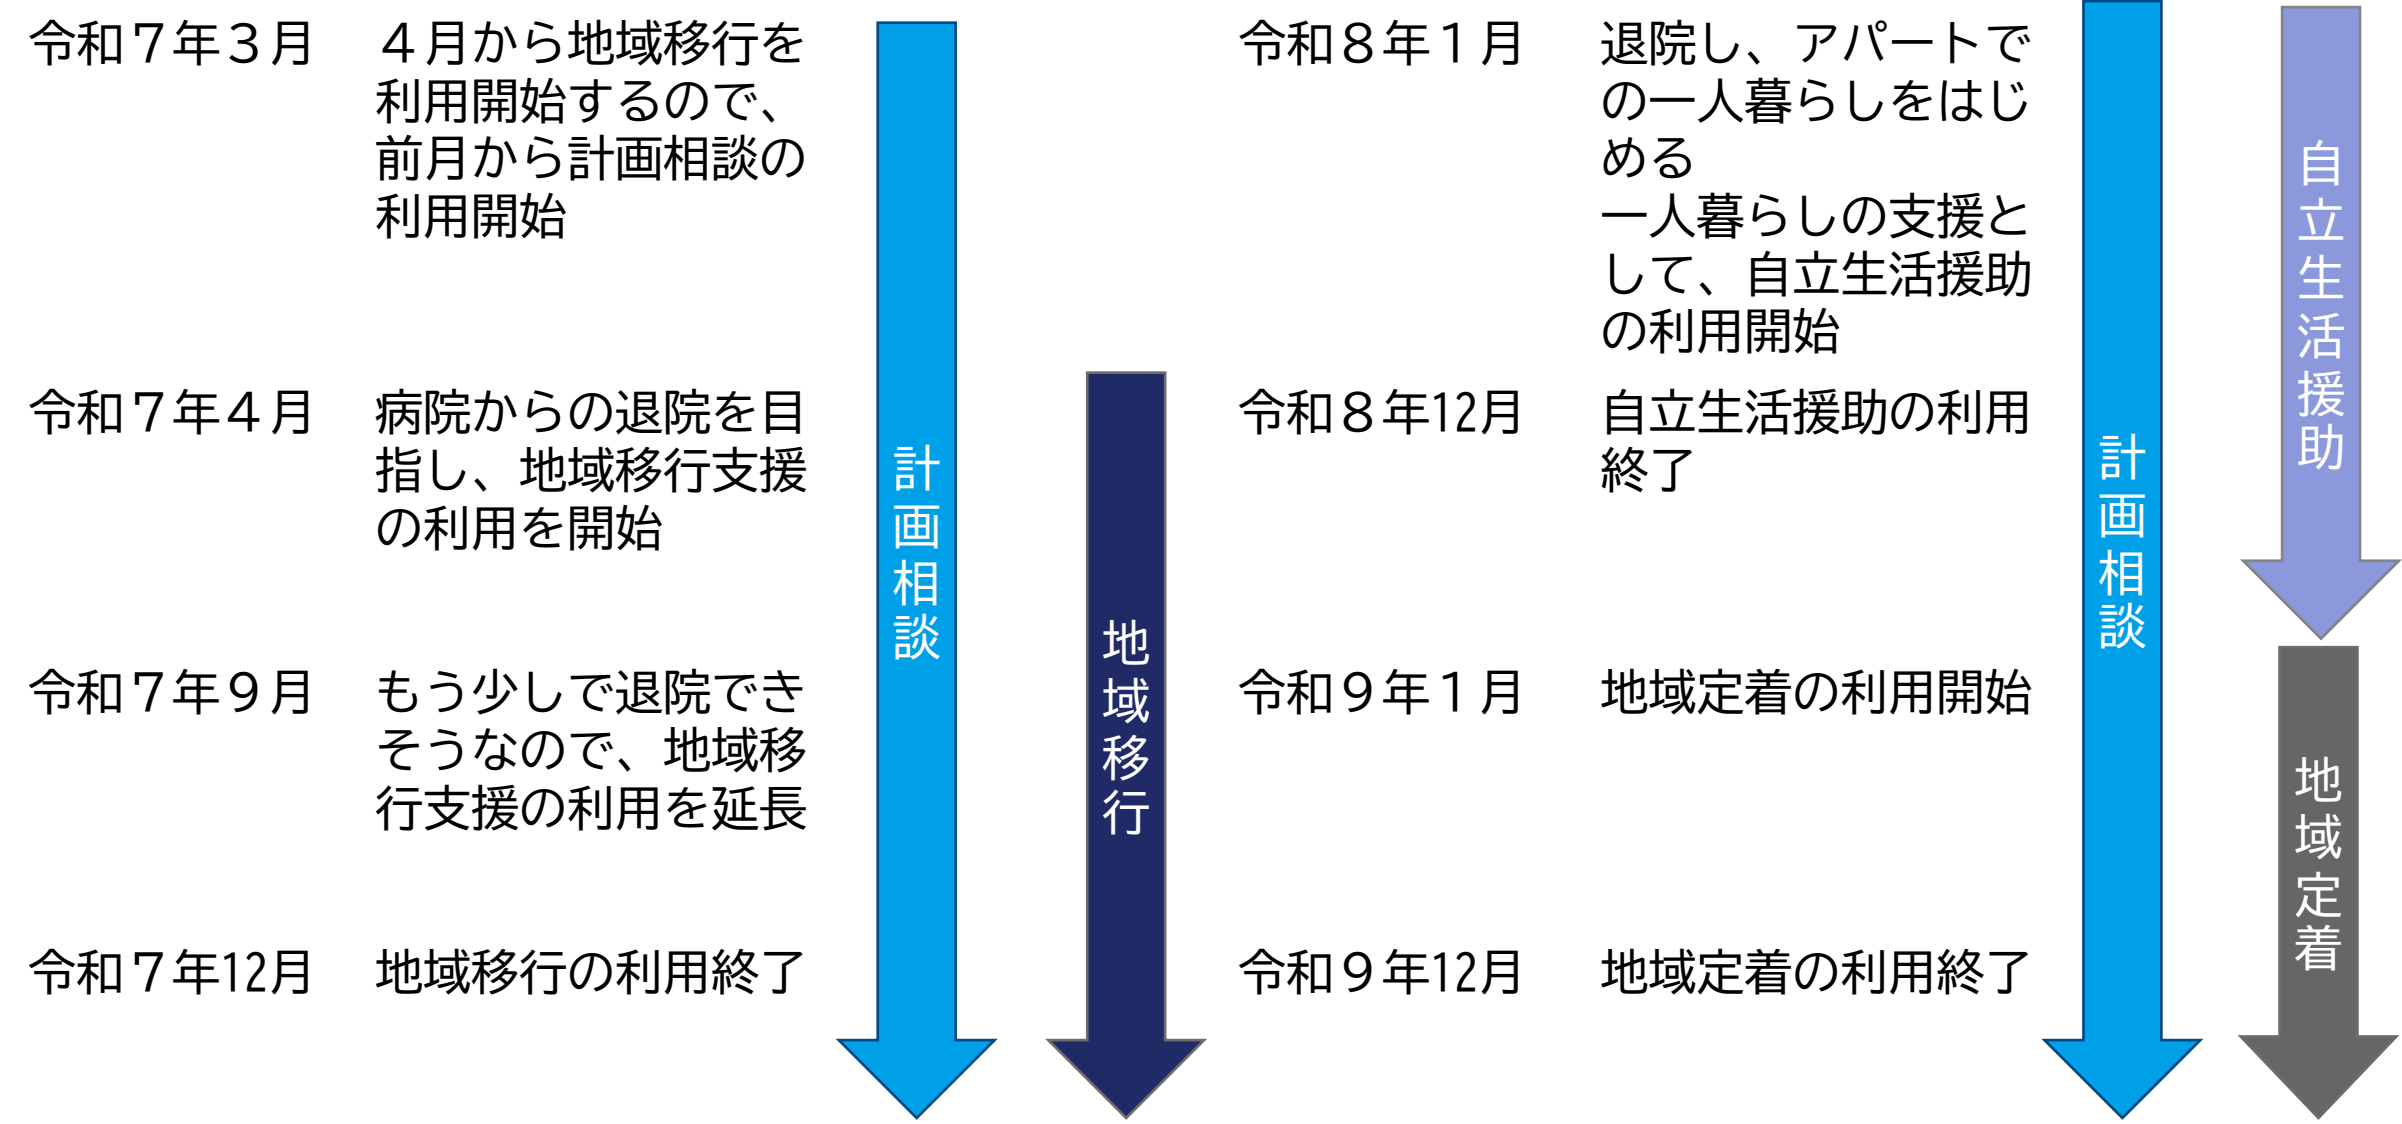 令和７年３月
４月から地域移行を
利用開始するので、
前月から計画相談の
利用開始
令和７年４月
病院からの退院を目
指し、地域移行支援
の利用を開始
令和７年９月
もう少しで退院でき
そうなので、地域移
行支援の利用を延長
令和７年12月
地域移行の利用終了
計画相談
地域移行
令和８年１月
退院し、アパートで
の一人暮らしをはじ
める
一人暮らしの支援と
して、自立生活援助
の利用開始
令和８年12月
自立生活援助の利用
終了
令和９年１月
地域定着の利用開始
令和９年12月
地域定着の利用終了
計画相談
自立生活援助
地域定着